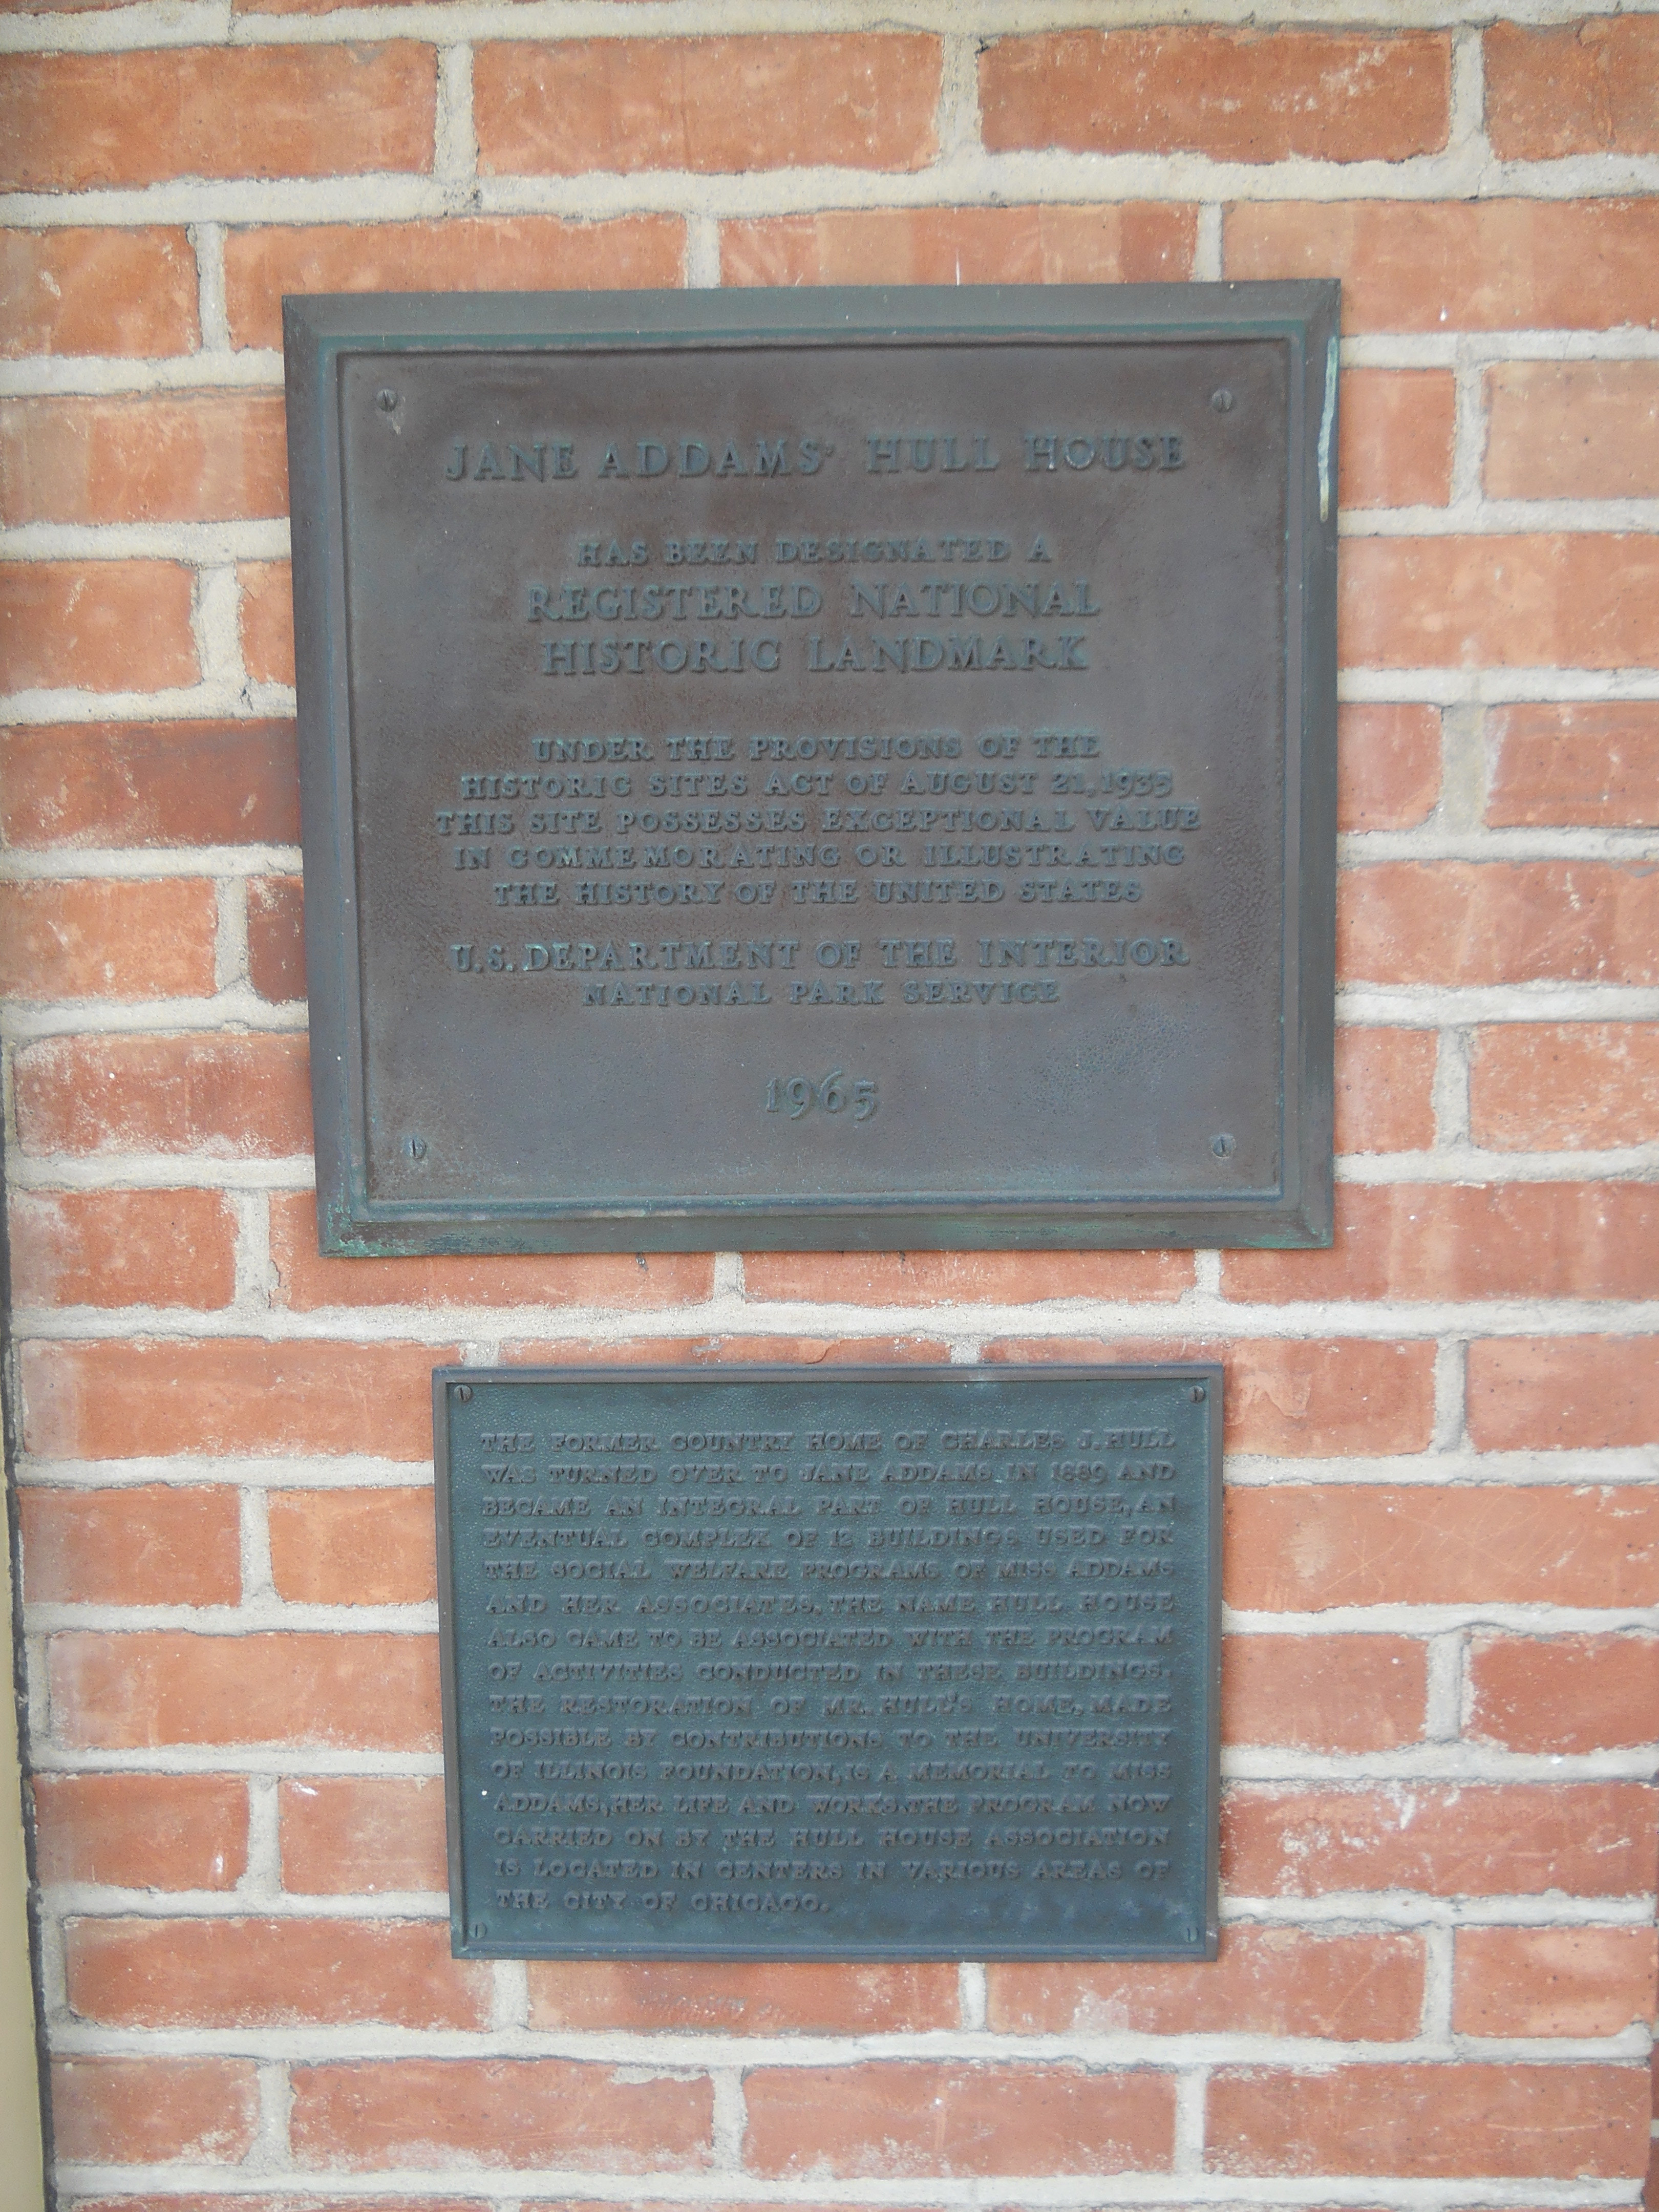 JANE ADDAMS' HULL HOUSE
HAS BEEN DESIGNATED A
REGISTERED NATIONAL
HISTORIC LANDMARK
UNDER THE PROVISIONS OF THE
HISTORIC SITES ACT OF AUGUST 21, 1935
THIS SITE POSSESSES EXCEPTIONAL VALUE
IN COMMEMORATING OR ILLUSTRATING
THE HISTORY OF THE UNITED STATES
U.S. DEPARTMENT OF THE INTERIOR
NATIONAL PARK SERVICE
1965
THE FORMER COUNTRY HOME OF CHARLES J. HULL
WAS TURNED OVER TO JANE ADDAMS IN 1889 AND
BECAME AN INTEGRAL PART OF HULL HOUSE, AN
EVENTUAL COMPLEX OF 12 BUILDINGS USED FOR
THE SOCIAL WELFARE PROGRAMS OF MISS ADDAMS
AND HER ASSOCIATES. THE NAME HULL HOUSE
ALSO CAME TO BE ASSOCIATED WITH THE PROGRAM
OF ACTIVITIES CONDUCTED IN THESE BUILDINGS.
THE RESTORATION OF MR. HULL'S HOME, MADE
POSSIBLE BY CONTRIBUTIONS TO THE UNIVERSITY
OF ILLINOIS FOUNDATION, IS A MEMORIAL TO MISS
ADDAMS, HER LIFE AND WORKS. THE PROGRAM NOW
CARRIED ON BY THE HULL HOUSE ASSOCIATION
IS LOCATED IN CENTERS IN VARIOUS AREAS OF
THE CITY OF CHICAGO.